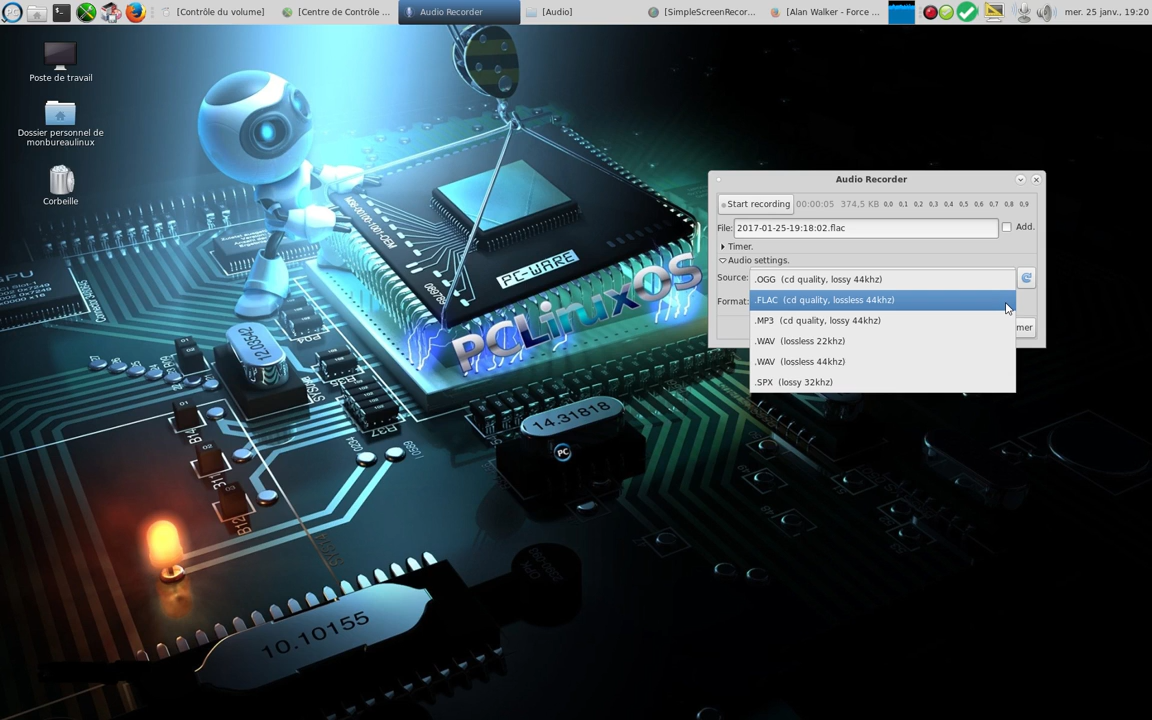 [Contrôle du volume]
[Centre de Contrôle ...
Audio Recorder
[Audio]
[SimpleScreenRecor...
[Alan Walker - Force ...
mer. 25 janv., 19:20
Poste de travail
Dossier personnel de
monbureaulinux
Corbeille
Audio Recorder
Start recording
00:00:05
374,5 KB
0,0 0,1 0,2 0,3 0,4 0,5 0,6 0,7 0,8 0,9
File:
2017-01-25-19:18:02.flac
Add.
Timer.
Audio settings.
Source:
Format:
.OGG (cd quality, lossy 44khz)
.FLAC (cd quality, lossless 44khz)
.MP3 (cd quality, lossy 44khz)
.WAV (lossless 22khz)
.WAV (lossless 44khz)
.SPX (lossy 32khz)
mer
PC-WARE
PCLinuxOS
12.00542
14.31818
PC
10.10155